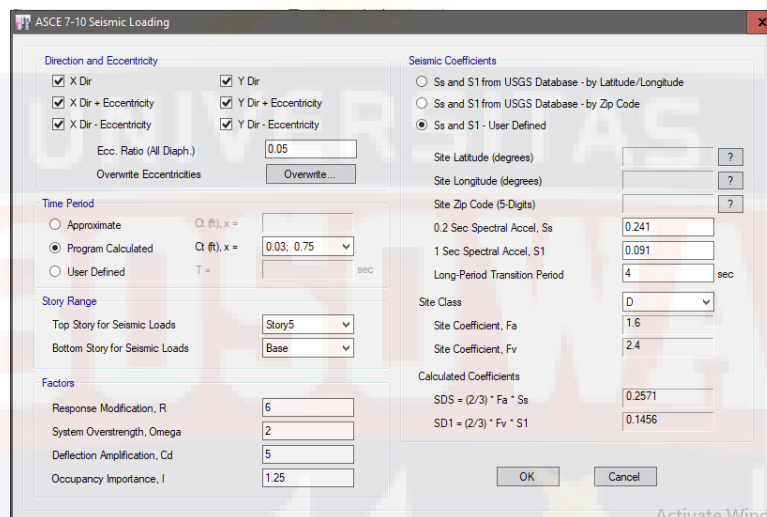 ASCE 7-10 Seismic Loading
X
Direction and Eccentricity
X Dir
Y Dir
X Dir + Eccentricity
Y Dir + Eccentricity
X Dir - Eccentricity
Y Dir - Eccentricity
Ecc. Ratio (All Diaph.)
0.05
Overwrite Eccentricities
Overwrite...
Time Period
Approximate
Ct (ft), x =
Program Calculated
Ct (ft), x =
0.03; 0.75
User Defined
T =
sec
Story Range
Top Story for Seismic Loads
Story5
Bottom Story for Seismic Loads
Base
Factors
Response Modification, R
6
System Overstrength, Omega
2
Deflection Amplification, Cd
5
Occupancy Importance, I
1.25
Seismic Coefficients
Ss and S1 from USGS Database - by Latitude/Longitude
Ss and S1 from USGS Database - by Zip Code
Ss and S1 - User Defined
Site Latitude (degrees)
?
Site Longitude (degrees)
?
Site Zip Code (5-Digits)
?
0.2 Sec Spectral Accel, Ss
0.241
1 Sec Spectral Accel, S1
0.091
Long-Period Transition Period
4
sec
Site Class
D
Site Coefficient, Fa
1.6
Site Coefficient, Fv
2.4
Calculated Coefficients
SDS = (2/3) * Fa * Ss
0.2571
SD1 = (2/3) * Fv * S1
0.1456
OK
Cancel
UNIVERSITAS
BOSOWA